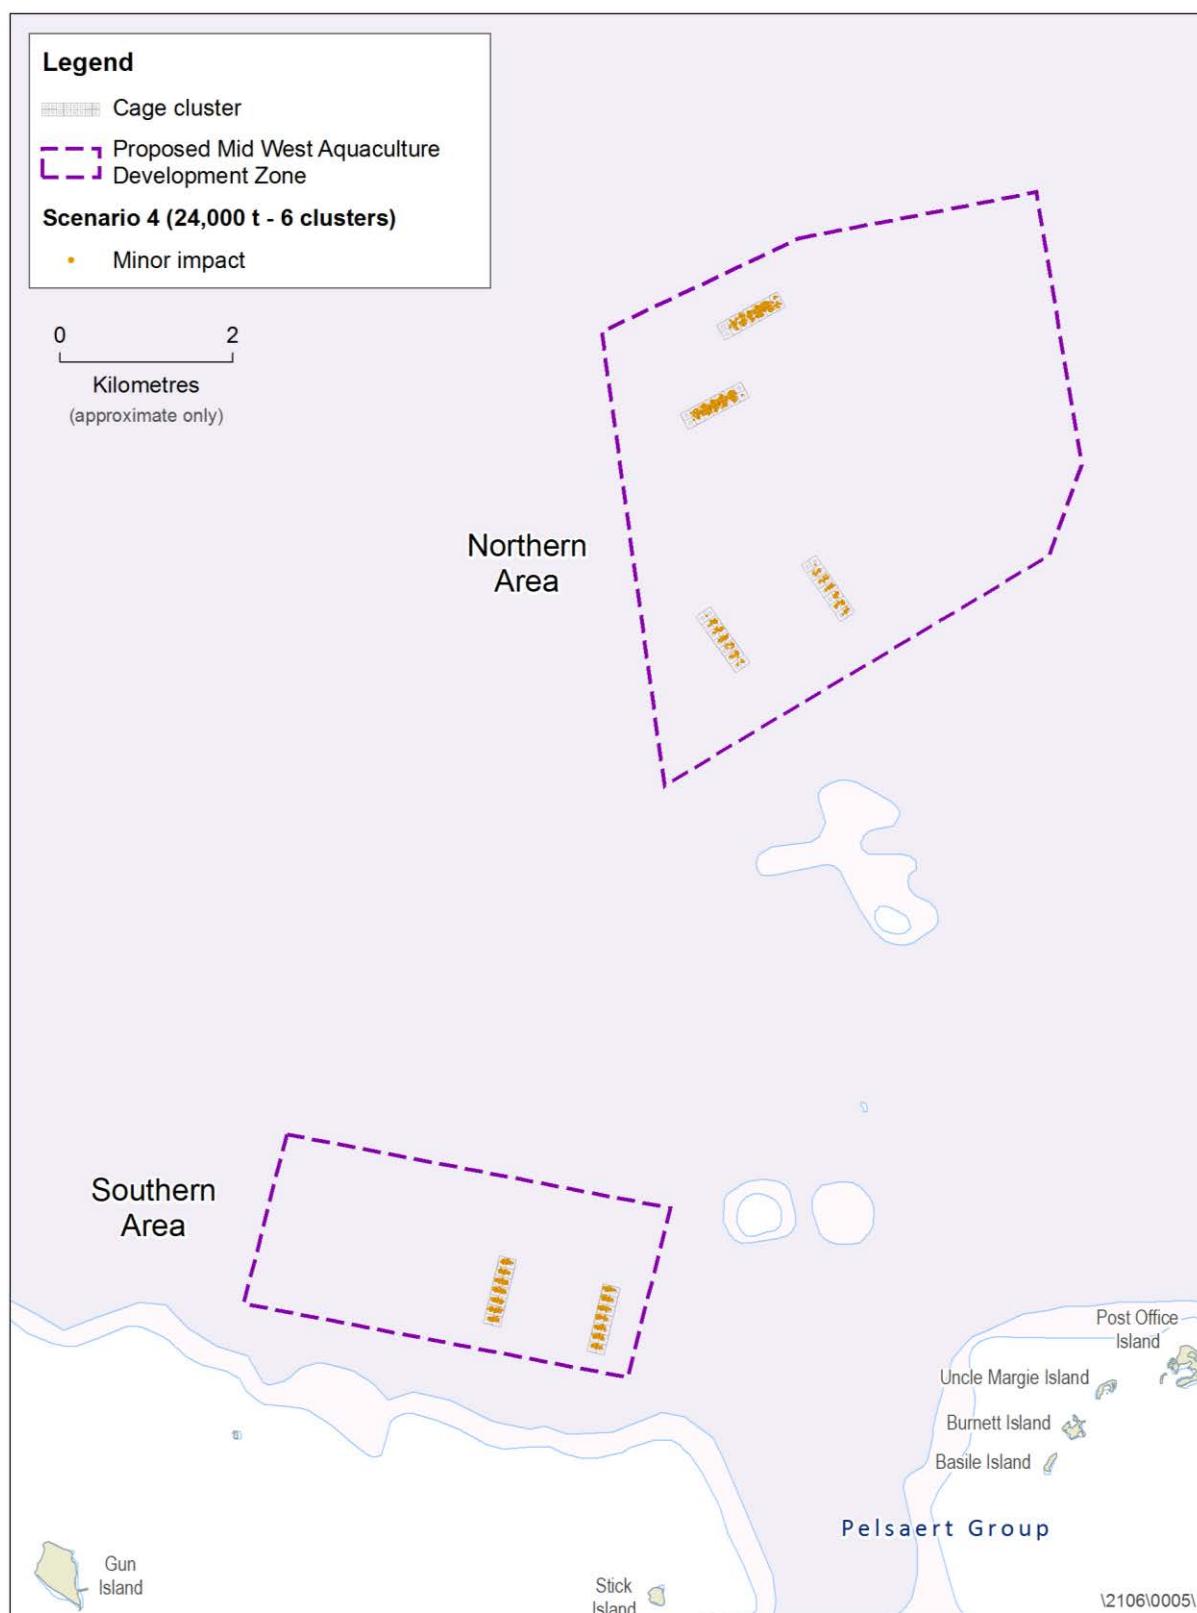 Legend
Cage cluster
Proposed Mid West Aquaculture
Development Zone
Scenario 4 (24,000 t - 6 clusters)
Minor impact
0 2
Kilometres
(approximate only)
Northern
Area
Southern
Area
Post Office
Island
Uncle Margie Island
Burnett Island
Basile Island
Pelsaert Group
Gun
Island
Stick
Island
\2106\0005\